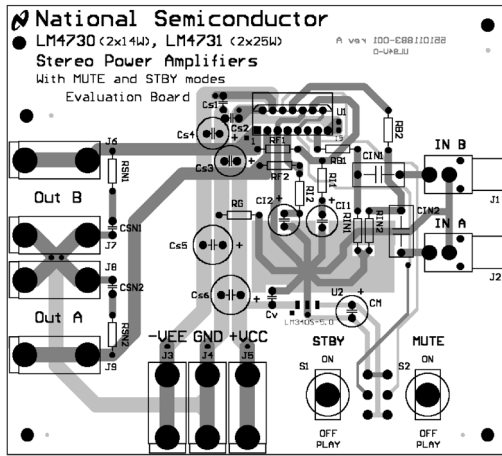 National Semiconductor
LM4730 (2x14W), LM4731 (2x25W)
Stereo Power Amplifiers
With MUTE and STBY modes
Evaluation Board
551011883-001 Rev A
Cs1
Cs2
U1
Cs4
Cs3
RF1
RF2
RB1
RB2
J6
RSN1
CIN1
IN B
J1
RI1
RI2
Out B
CSN1
J7
RG
CI2
CI1
RIN1
RIN2
CIN2
IN A
J2
Cs5
J8
CSN2
Cs6
U2
CM
Cv
LM340S-5.0
Out A
RSN2
J9
-VEE GND +VCC
J3
J4
J5
STBY
MUTE
ON
ON
S1
S2
OFF
PLAY
OFF
PLAY